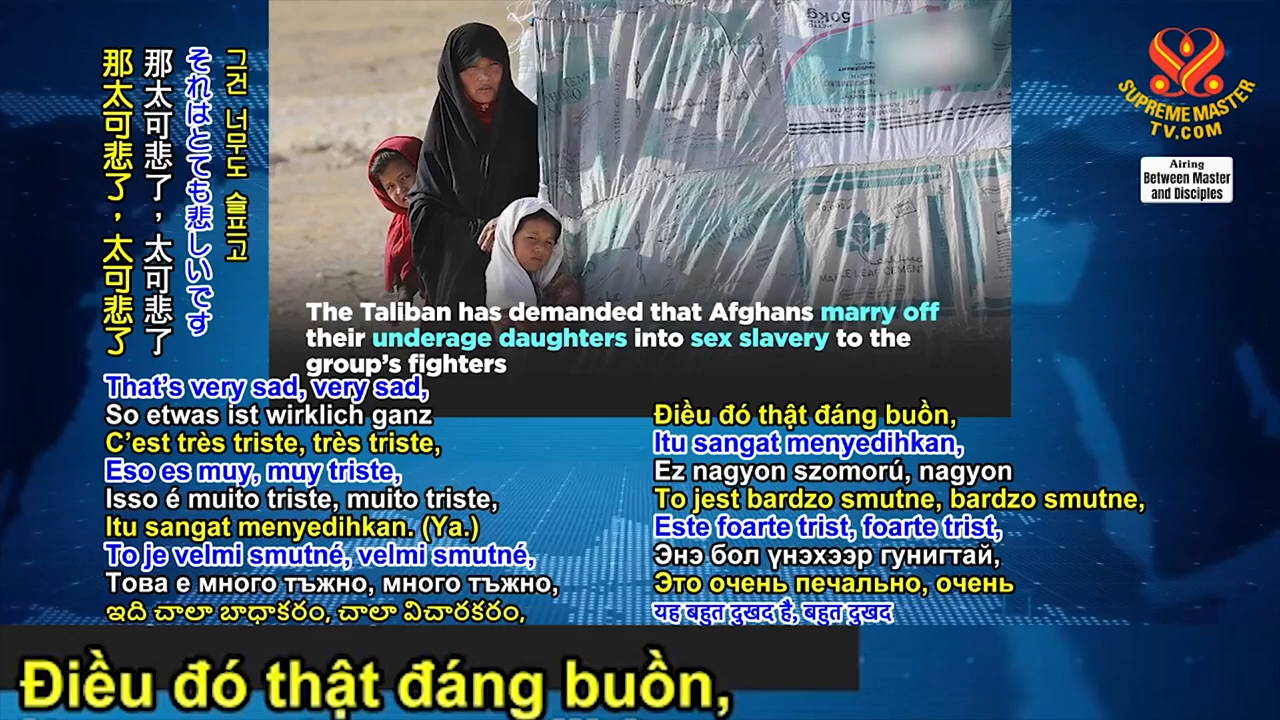 그건 너무도 슬프고
それはとても悲しいです
那太可悲了，太可悲了
那太可悲了，太可悲了
50KG
MAPLE LEAF CEMENT
SUPREME MASTER
TV.COM
Airing
Between Master
and Disciples
The Taliban has demanded that Afghans marry off
their underage daughters into sex slavery to the
group’s fighters
That’s very sad, very sad,
So etwas ist wirklich ganz
C’est très triste, très triste,
Eso es muy, muy triste,
Isso é muito triste, muito triste,
Itu sangat menyedihkan. (Ya.)
To je velmi smutné, velmi smutné,
Това е много тъжно, много тъжно,
ఇది చాలా బాధాకరం, చాలా విచారకరం,
Điều đó thật đáng buồn,
Itu sangat menyedihkan,
Ez nagyon szomorú, nagyon
To jest bardzo smutne, bardzo smutne,
Este foarte trist, foarte trist,
Энэ бол үнэхээр гунигтай,
Это очень печально, очень
यह बहुत दुखद है, बहुत दुखद
Điều đó thật đáng buồn,